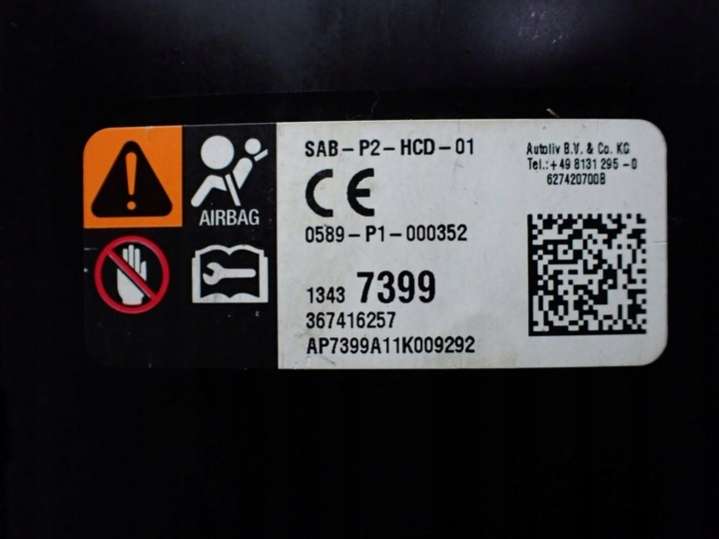 AIRBAG
SAB-P2-HCD-01
CE
0589-P1-000352
1343 7399
367416257
AP7399A11K009292
Autoliv B.V. & Co. KG
Tel.:+49 8131 295-0
627420700B